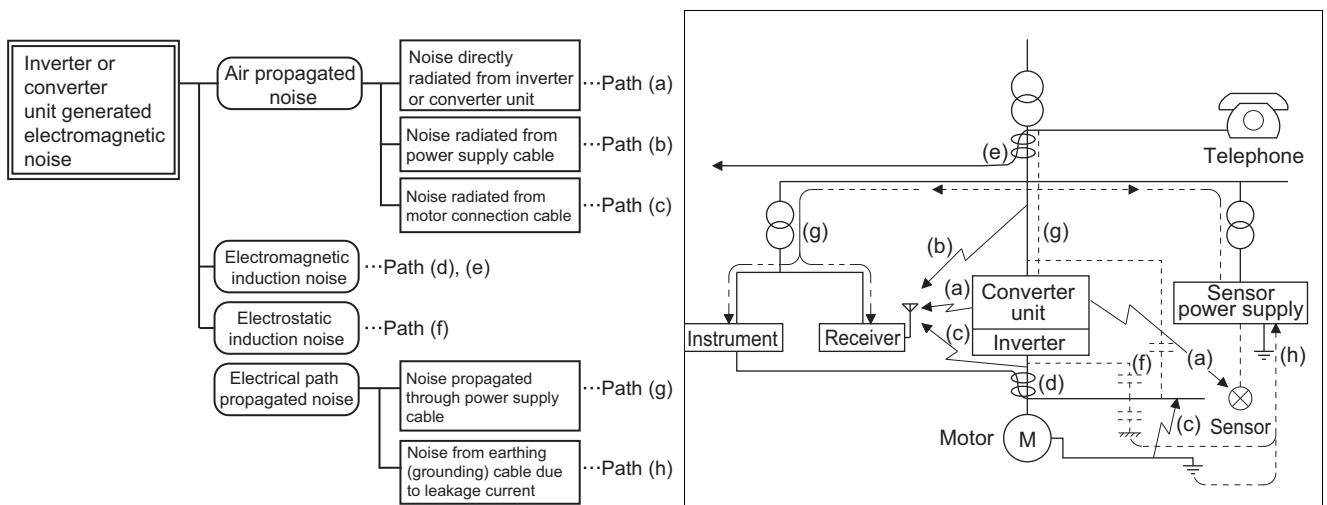 Inverter or
converter
unit generated
electromagnetic
noise
Air propagated
noise
Noise directly
radiated from inverter
or converter unit
···Path (a)
Noise radiated from
power supply cable
···Path (b)
Noise radiated from
motor connection cable
···Path (c)
Electromagnetic
induction noise
···Path (d), (e)
Electrostatic
induction noise
···Path (f)
Electrical path
propagated noise
Noise propagated
through power supply
cable
···Path (g)
Noise from earthing
(grounding) cable due
to leakage current
···Path (h)
Telephone
(e)
(g)
(b)
(g)
(a)
Converter
unit
Inverter
Sensor
power supply
Instrument
Receiver
(c)
(f)
(a)
(h)
(d)
Sensor
(c)
Motor
M